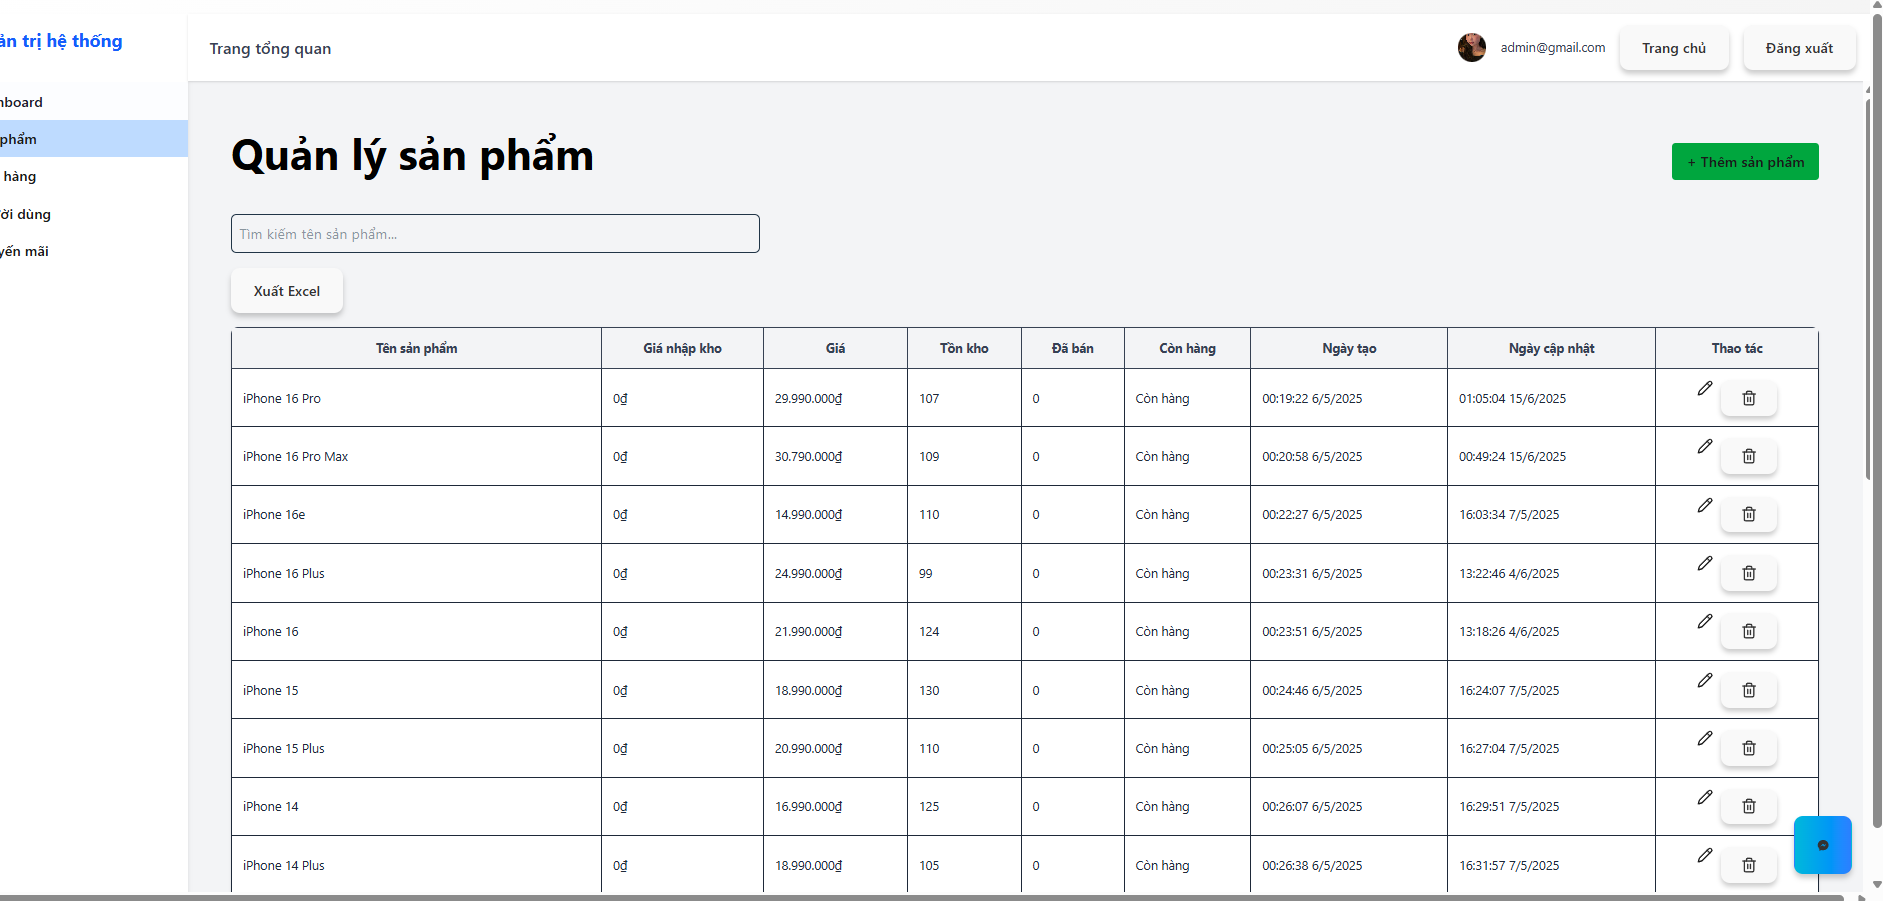 ản trị hệ thống
Trang tổng quan
admin@gmail.com
Trang chủ
Đăng xuất
nboard
phẩm
hàng
ời dùng
yến mãi
Quản lý sản phẩm
+ Thêm sản phẩm
Tìm kiếm tên sản phẩm...
Xuất Excel
Tên sản phẩm Giá nhập kho Giá Tồn kho Đã bán Còn hàng Ngày tạo Ngày cập nhật Thao tác
iPhone 16 Pro 0₫ 29.990.000₫ 107 0 Còn hàng 00:19:22 6/5/2025 01:05:04 15/6/2025
iPhone 16 Pro Max 0₫ 30.790.000₫ 109 0 Còn hàng 00:20:58 6/5/2025 00:49:24 15/6/2025
iPhone 16e 0₫ 14.990.000₫ 110 0 Còn hàng 00:22:27 6/5/2025 16:03:34 7/5/2025
iPhone 16 Plus 0₫ 24.990.000₫ 99 0 Còn hàng 00:23:31 6/5/2025 13:22:46 4/6/2025
iPhone 16 0₫ 21.990.000₫ 124 0 Còn hàng 00:23:51 6/5/2025 13:18:26 4/6/2025
iPhone 15 0₫ 18.990.000₫ 130 0 Còn hàng 00:24:46 6/5/2025 16:24:07 7/5/2025
iPhone 15 Plus 0₫ 20.990.000₫ 110 0 Còn hàng 00:25:05 6/5/2025 16:27:04 7/5/2025
iPhone 14 0₫ 16.990.000₫ 125 0 Còn hàng 00:26:07 6/5/2025 16:29:51 7/5/2025
iPhone 14 Plus 0₫ 18.990.000₫ 105 0 Còn hàng 00:26:38 6/5/2025 16:31:57 7/5/2025